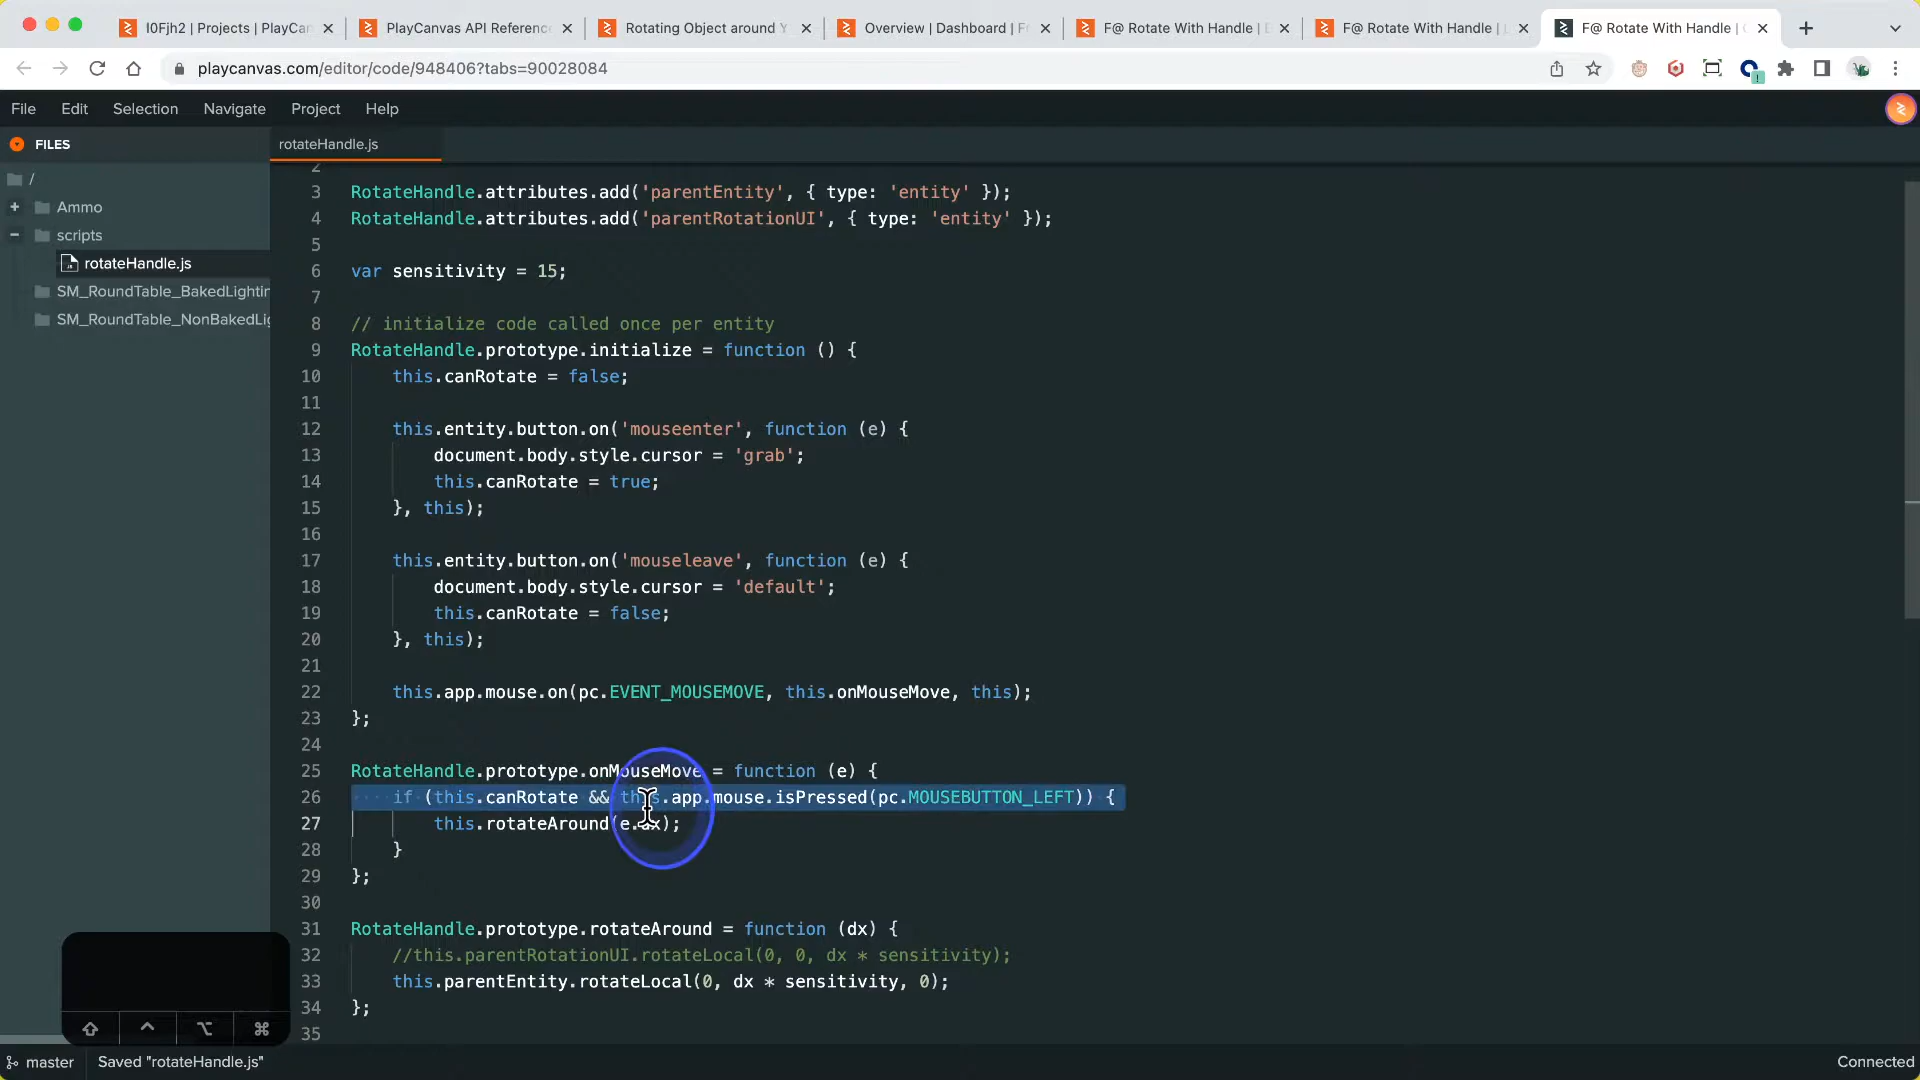 I0Fjh2 | Projects | PlayCan
PlayCanvas API Reference
Rotating Object around Y
Overview | Dashboard | Fr
F@ Rotate With Handle | E
F@ Rotate With Handle | L
F@ Rotate With Handle | C
playcanvas.com/editor/code/948406?tabs=90028084
File Edit Selection Navigate Project Help
FILES
rotateHandle.js
/
Ammo
scripts
rotateHandle.js
SM_RoundTable_BakedLightin
SM_RoundTable_NonBakedLig
2
3 RotateHandle.attributes.add('parentEntity', { type: 'entity' });
4 RotateHandle.attributes.add('parentRotationUI', { type: 'entity' });
5
6 var sensitivity = 15;
7
8 // initialize code called once per entity
9 RotateHandle.prototype.initialize = function () {
10 this.canRotate = false;
11
12 this.entity.button.on('mouseenter', function (e) {
13 document.body.style.cursor = 'grab';
14 this.canRotate = true;
15 }, this);
16
17 this.entity.button.on('mouseleave', function (e) {
18 document.body.style.cursor = 'default';
19 this.canRotate = false;
20 }, this);
21
22 this.app.mouse.on(pc.EVENT_MOUSEMOVE, this.onMouseMove, this);
23 };
24
25 RotateHandle.prototype.onMouseMove = function (e) {
26 if (this.canRotate && this.app.mouse.isPressed(pc.MOUSEBUTTON_LEFT)) {
27 this.rotateAround(e.dx);
28 }
29 };
30
31 RotateHandle.prototype.rotateAround = function (dx) {
32 //this.parentRotationUI.rotateLocal(0, 0, dx * sensitivity);
33 this.parentEntity.rotateLocal(0, dx * sensitivity, 0);
34 };
35
master Saved "rotateHandle.js"
Connected